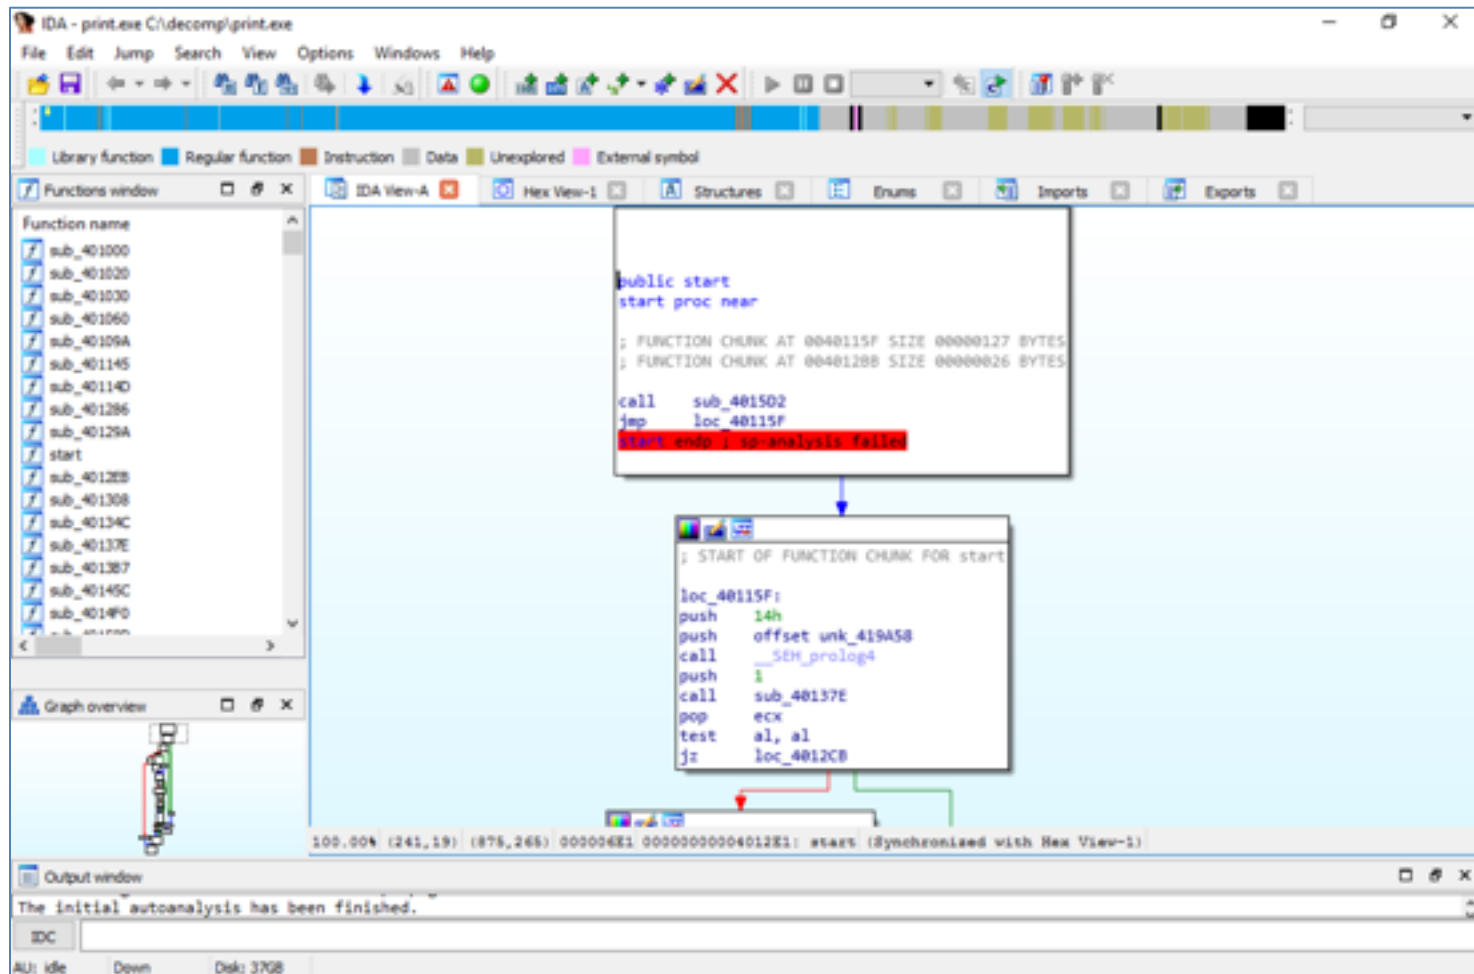 IDA - print.exe C:\decomp\print.exe
File Edit Jump Search View Options Windows Help
Library function Regular function Instruction Data Unexplored External symbol
Functions window
IDA View-A Hex View-1 Structures Enums Imports Exports
Function name
sub_401000
sub_401020
sub_401030
sub_401060
sub_40109A
sub_401145
sub_40114D
sub_401286
sub_40129A
start
sub_4012EB
sub_401308
sub_40134C
sub_40137E
sub_4013B7
sub_40145C
sub_4014F0
public start
start proc near
; FUNCTION CHUNK AT 0040115F SIZE 00000127 BYTES
; FUNCTION CHUNK AT 004012BB SIZE 00000026 BYTES
call sub_4015D2
jmp loc_40115F
start endp ; sp-analysis failed
; START OF FUNCTION CHUNK FOR start
loc_40115F:
push 14h
push offset unk_419A58
call __SEH_prolog4
push 1
call sub_40137E
pop ecx
test al, al
jz loc_4012CB
Graph overview
100.00% (241,19) (875,265) 000006E1 00000000004012E1: start (Synchronized with Hex View-1)
Output window
The initial autoanalysis has been finished.
IDC
AU: idle Down Disk: 37GB